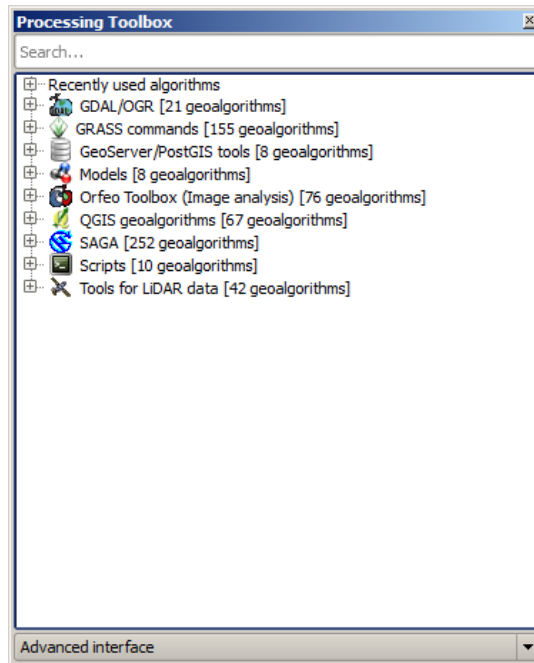 Processing Toolbox
Search...
Recently used algorithms
GDAL/OGR [21 geoalgorithms]
GRASS commands [155 geoalgorithms]
GeoServer/PostGIS tools [8 geoalgorithms]
Models [8 geoalgorithms]
Orfeo Toolbox (Image analysis) [76 geoalgorithms]
QGIS geoalgorithms [67 geoalgorithms]
SAGA [252 geoalgorithms]
Scripts [10 geoalgorithms]
Tools for LiDAR data [42 geoalgorithms]
Advanced interface